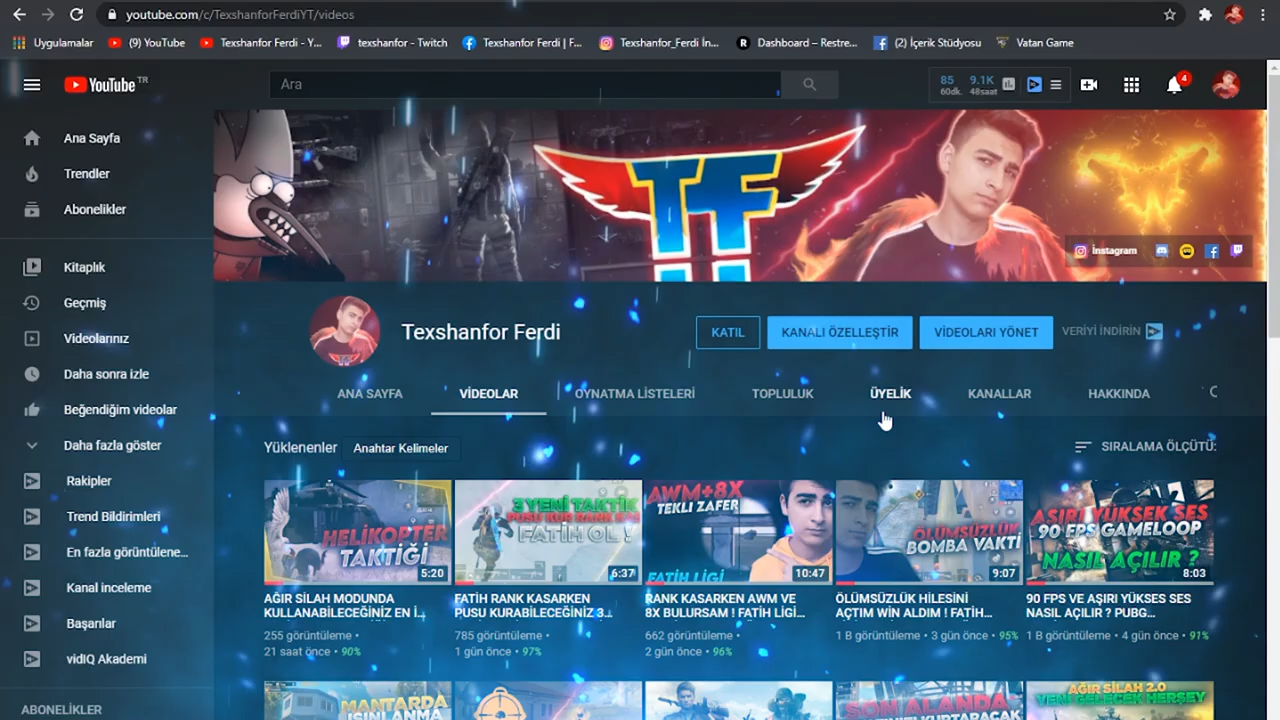 youtube.com/c/TexshanforFerdiYT/videos
Uygulamalar
(9) YouTube
Texshanfor Ferdi - Y...
texshanfor - Twitch
Texshanfor Ferdi | F...
Texshanfor_Ferdi İn...
Dashboard – Restre...
(2) İçerik Stüdyosu
Vatan Game
YouTube TR
Ara
85 9.1K
60dk. 48saat
4
Ana Sayfa
Trendler
Abonelikler
Kitaplık
Geçmiş
Videolarınız
Daha sonra izle
Beğendiğim videolar
Daha fazla göster
Rakipler
Trend Bildirimleri
En fazla görüntülene...
Kanal inceleme
Başarılar
vidIQ Akademi
ABONELİKLER
TF
İnstagram
Texshanfor Ferdi
KATIL
KANALI ÖZELLEŞTİR
VİDEOLARI YÖNET
VERİYİ İNDİRİN
ANA SAYFA
VİDEOLAR
OYNATMA LİSTELERİ
TOPLULUK
ÜYELİK
KANALLAR
HAKKINDA
Yüklenenler
Anahtar Kelimeler
SIRALAMA ÖLÇÜTÜ:
HELİKOPTER
TAKTİĞİ
5:20
AĞIR SİLAH MODUNDA
KULLANABİLECEĞİNİZ EN İ...
255 görüntüleme •
21 saat önce • 90%
3 YENİ TAKTİK
PUSU KUR RANK
FATİH OL !
6:37
FATİH RANK KASARKEN
PUSU KURABİLECEĞİNİZ 3...
785 görüntüleme •
1 gün önce • 97%
AWM+8X
TEKLİ ZAFER
FATİH LİGİ
10:47
RANK KASARKEN AWM VE
8X BULURSAM ! FATİH LİGİ...
662 görüntüleme •
2 gün önce • 96%
ÖLÜMSÜZLÜK
BOMBA VAKTİ
9:07
ÖLÜMSÜZLÜK HİLESİNİ
AÇTIM WIN ALDIM ! FATİH...
1 B görüntüleme • 3 gün önce • 95%
AŞIRI YÜKSEK SES
90 FPS GAMELOOP
NASIL AÇILIR ?
8:03
90 FPS VE AŞIRI YÜKSES SES
NASIL AÇILIR ? PUBG...
1 B görüntüleme • 4 gün önce • 91%
MANTARDA
IŞINLANMA
SON ALANDA
AĞIR SİLAH 2.0
YENİ GELECEK HERŞEY